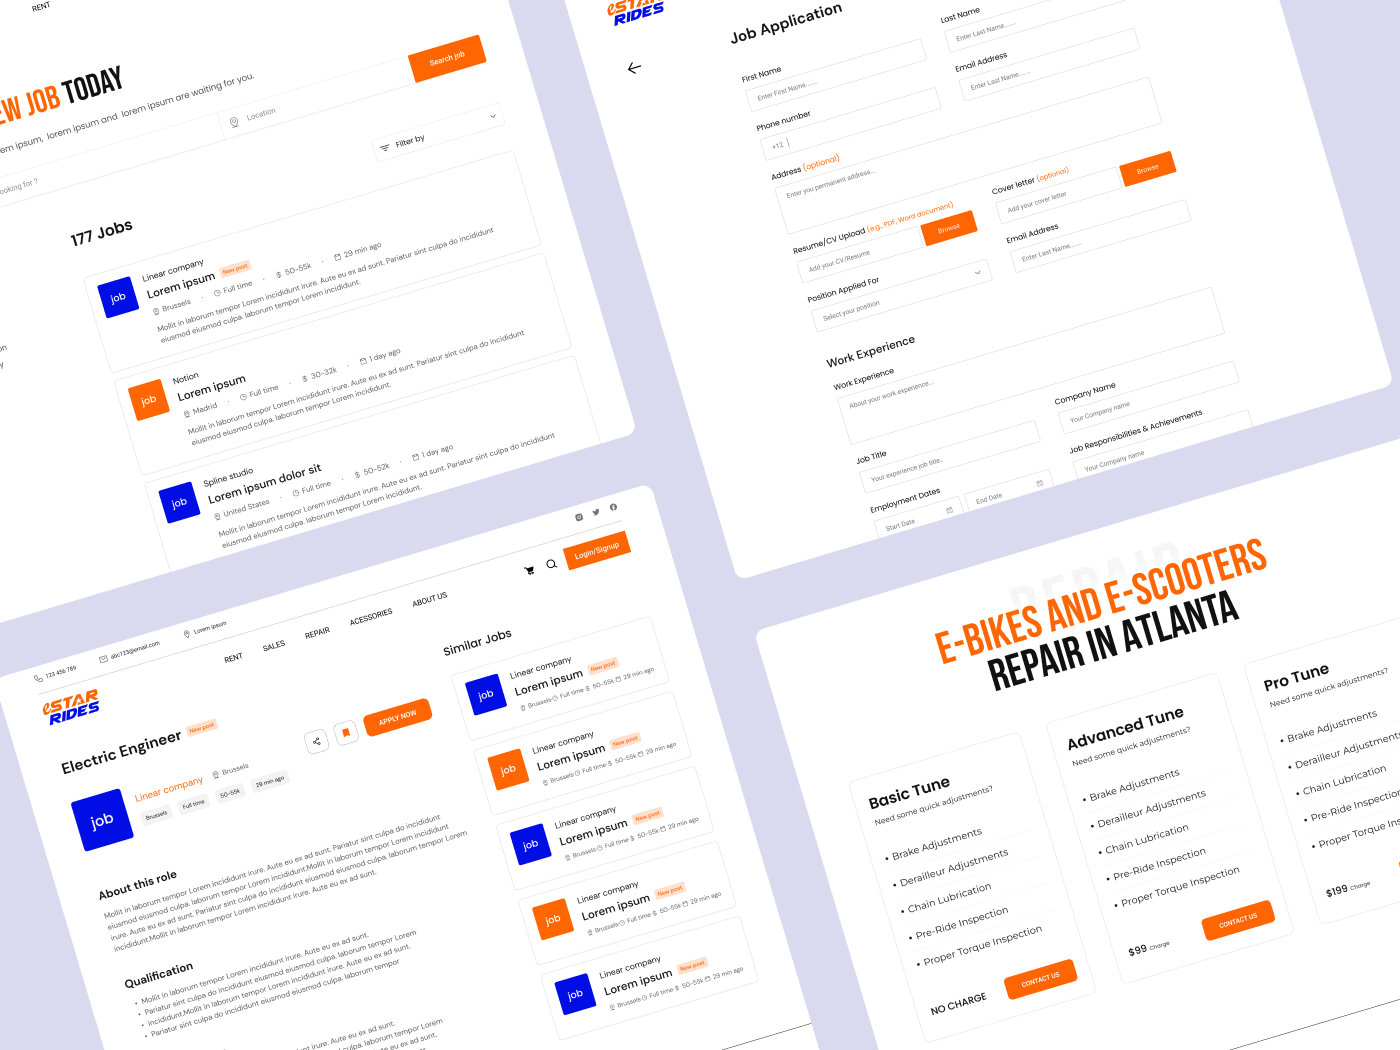 RENT
EW JOB TODAY
em ipsum, lorem ipsum and lorem ipsum are waiting for you.
ooking for ?
Location
Search job
Filter by
177 Jobs
job
Linear company
Lorem ipsum New post
Brussels · Full time · $ 50-55k · 29 min ago
Mollit in laborum tempor Lorem incididunt irure. Aute eu ex ad sunt. Pariatur sint culpa do incididunt
eiusmod eiusmod culpa. laborum tempor Lorem incididunt.
job
Notion
Lorem ipsum
Madrid · Full time · $ 30-32k · 1 day ago
Mollit in laborum tempor Lorem incididunt irure. Aute eu ex ad sunt. Pariatur sint culpa do incididunt
eiusmod eiusmod culpa. laborum tempor Lorem incididunt.
job
Spline studio
Lorem ipsum dolor sit
United States · Full time · $ 50-52k · 1 day ago
Mollit in laborum tempor Lorem incididunt irure. Aute eu ex ad sunt. Pariatur sint culpa do incididunt
eiusmod eiusmod culpa. laborum tempor Lorem incididunt.
on
y
eSTAR
RIDES
Job Application
First Name
Enter First Name.......
Last Name
Enter Last Name.......
Phone number
+12
Email Address
Enter Last Name.......
Address (optional)
Enter you permanent address...
Resume/CV Upload (e.g., PDF, Word document)
Add your CV/Resume
Browse
Cover letter (optional)
Add your cover letter
Browse
Position Applied For
Select your position
Email Address
Enter Last Name.......
Work Experience
Work Experience
About your work experience...
Job Title
Your experience job title..
Company Name
Your Company name
Employment Dates
Start Date
End Date
Job Responsibilities & Achievements
Your Company name
123 456 789
abc123@email.com
Lorem ipsum
RENT
SALES
REPAIR
ACESSORIES
ABOUT US
Login/Signup
eSTAR
RIDES
Electric Engineer New post
APPLY NOW
job
Linear company Brussels
Brussels
Full time
50-55k
29 min ago
About this role
Mollit in laborum tempor Lorem incididunt irure. Aute eu ex ad sunt. Pariatur sint culpa do incididunt
eiusmod eiusmod culpa. laborum tempor Lorem incididunt.Mollit in laborum tempor Lorem incididunt
irure. Aute eu ex ad sunt. Pariatur sint culpa do incididunt eiusmod eiusmod culpa. laborum tempor Lorem
incididunt.Mollit in laborum tempor Lorem incididunt irure. Aute eu ex ad sunt.
Qualification
• Mollit in laborum tempor Lorem incididunt irure. Aute eu ex ad sunt.
• Pariatur sint culpa do incididunt eiusmod eiusmod culpa. laborum tempor Lorem
• incididunt.Mollit in laborum tempor Lorem incididunt irure. Aute eu ex ad sunt.
• Pariatur sint culpa do incididunt eiusmod eiusmod culpa. laborum tempor
unt irure. Aute eu ex ad sunt.
culpa. laborum tempor Lorem
Aute eu ex ad sunt.
Similar Jobs
job
Linear company
Lorem ipsum New post
Brussels· Full time· $ 50-55k· 29 min ago
job
Linear company
Lorem ipsum New post
Brussels· Full time· $ 50-55k· 29 min ago
job
Linear company
Lorem ipsum New post
Brussels· Full time· $ 50-55k· 29 min ago
job
Linear company
Lorem ipsum New post
Brussels· Full time· $ 50-55k· 29 min ago
job
Linear company
Lorem ipsum New post
Brussels· Full time· $ 50-55k· 29 min ago
REPAIR
E-BIKES AND E-SCOOTERS
REPAIR IN ATLANTA
Basic Tune
Need some quick adjustments?
• Brake Adjustments
• Derailleur Adjustments
• Chain Lubrication
• Pre-Ride Inspection
• Proper Torque Inspection
NO CHARGE
CONTACT US
Advanced Tune
Need some quick adjustments?
• Brake Adjustments
• Derailleur Adjustments
• Chain Lubrication
• Pre-Ride Inspection
• Proper Torque Inspection
$99 Charge
CONTACT US
Pro Tune
Need some quick adjustments?
• Brake Adjustments
• Derailleur Adjustments
• Chain Lubrication
• Pre-Ride Inspection
• Proper Torque Ins
$199 Charge